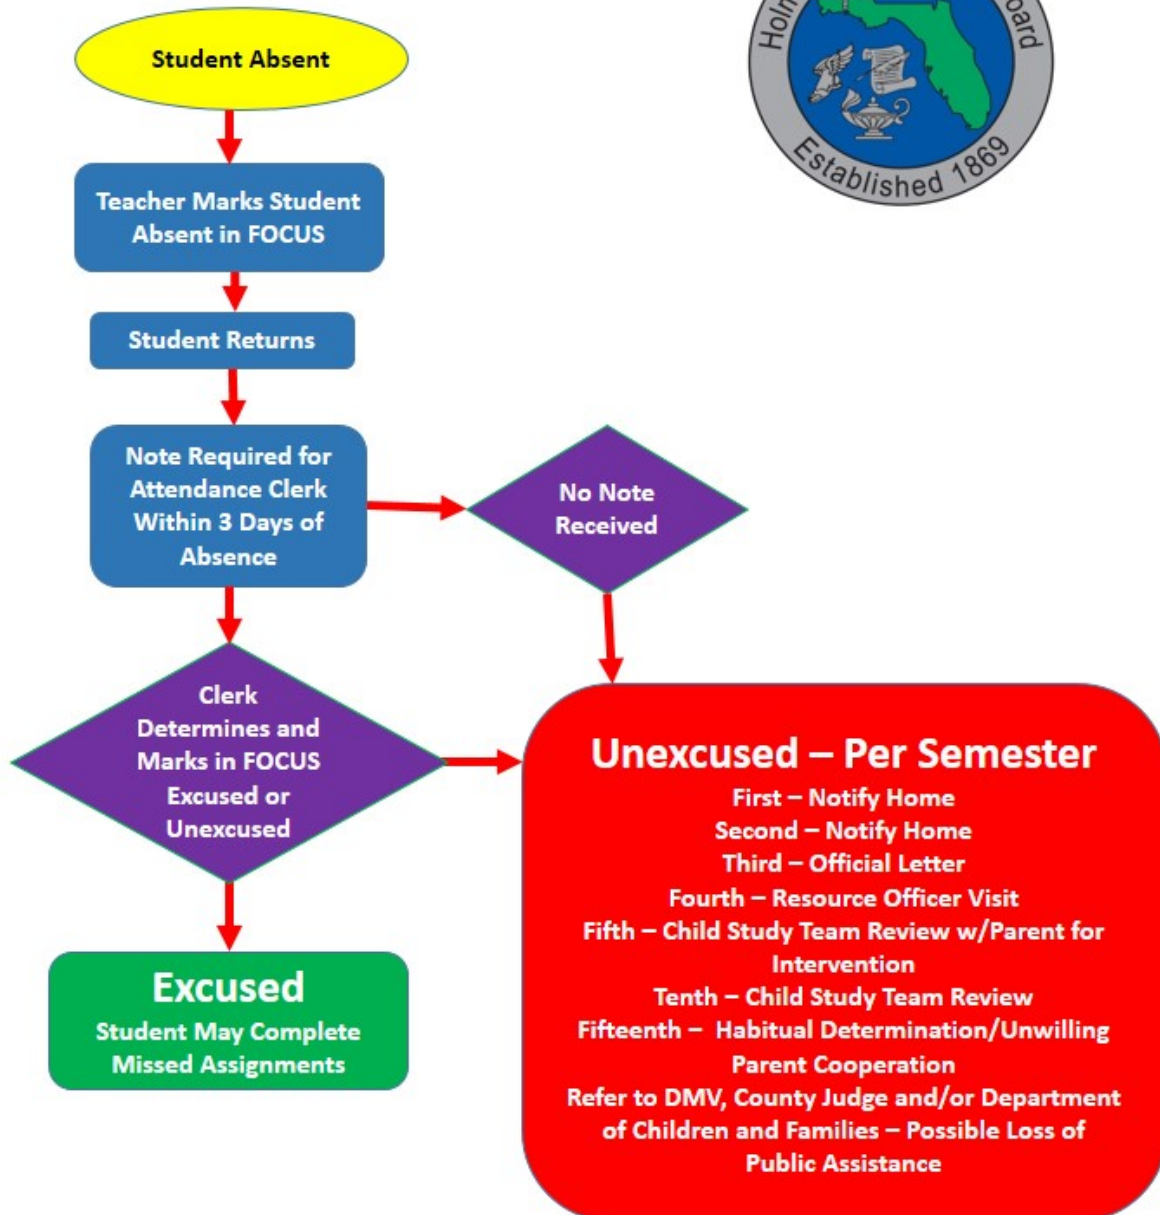 Student Absent
Established 1869
Teacher Marks Student
Absent in FOCUS
Student Returns
Note Required for
Attendance Clerk
Within 3 Days of
Absence
No Note
Received
Clerk
Determines and
Marks in FOCUS
Excused or
Unexcused
Excused
Student May Complete
Missed Assignments
Unexcused – Per Semester
First – Notify Home
Second – Notify Home
Third – Official Letter
Fourth – Resource Officer Visit
Fifth – Child Study Team Review w/Parent for
Intervention
Tenth – Child Study Team Review
Fifteenth –  Habitual Determination/Unwilling
Parent Cooperation
Refer to DMV, County Judge and/or Department
of Children and Families – Possible Loss of
Public Assistance